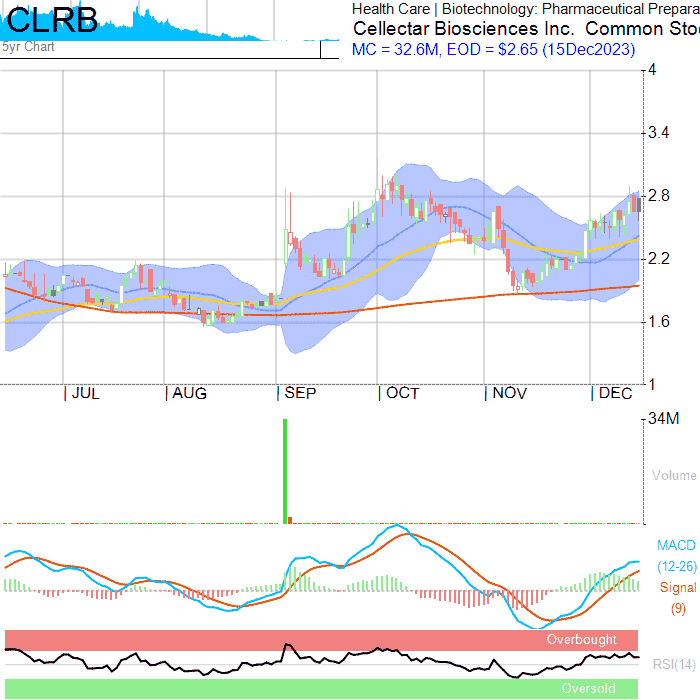 CLRB
5yr Chart
Health Care | Biotechnology: Pharmaceutical Prepara
Cellectar Biosciences Inc. Common Sto
MC = 32.6M, EOD = $2.65 (15Dec2023)
4
3.4
2.8
2.2
1.6
1
JUL AUG SEP OCT NOV DEC
34M
Volume
MACD
(12-26)
Signal
(9)
Overbought
RSI(14)
Oversold